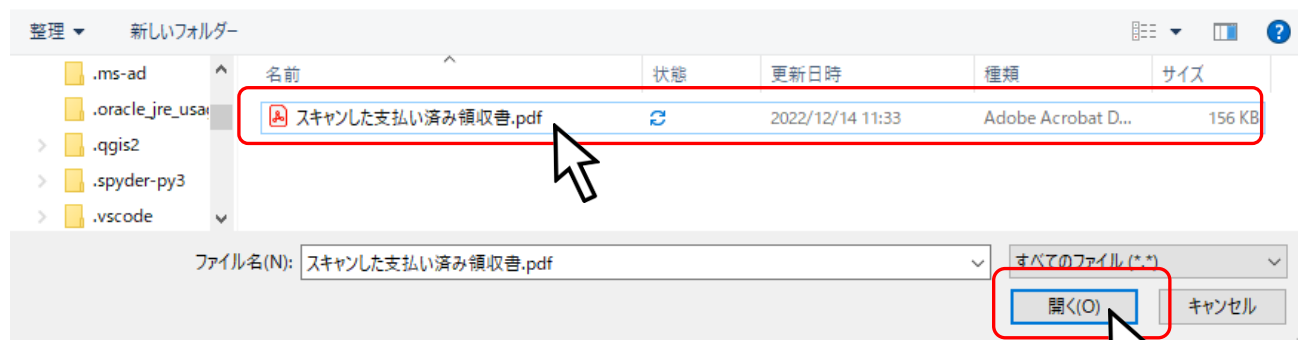 整理 新しいフォルダー
.ms-ad
.oracle_jre_usa
.qgis2
.spyder-py3
.vscode
名前 状態 更新日時 種類 サイズ
スキャンした支払い済み領収書.pdf 2022/12/14 11:33 Adobe Acrobat D... 156 KB
ファイル名(N): スキャンした支払い済み領収書.pdf すべてのファイル (*.*)
開く(O) キャンセル